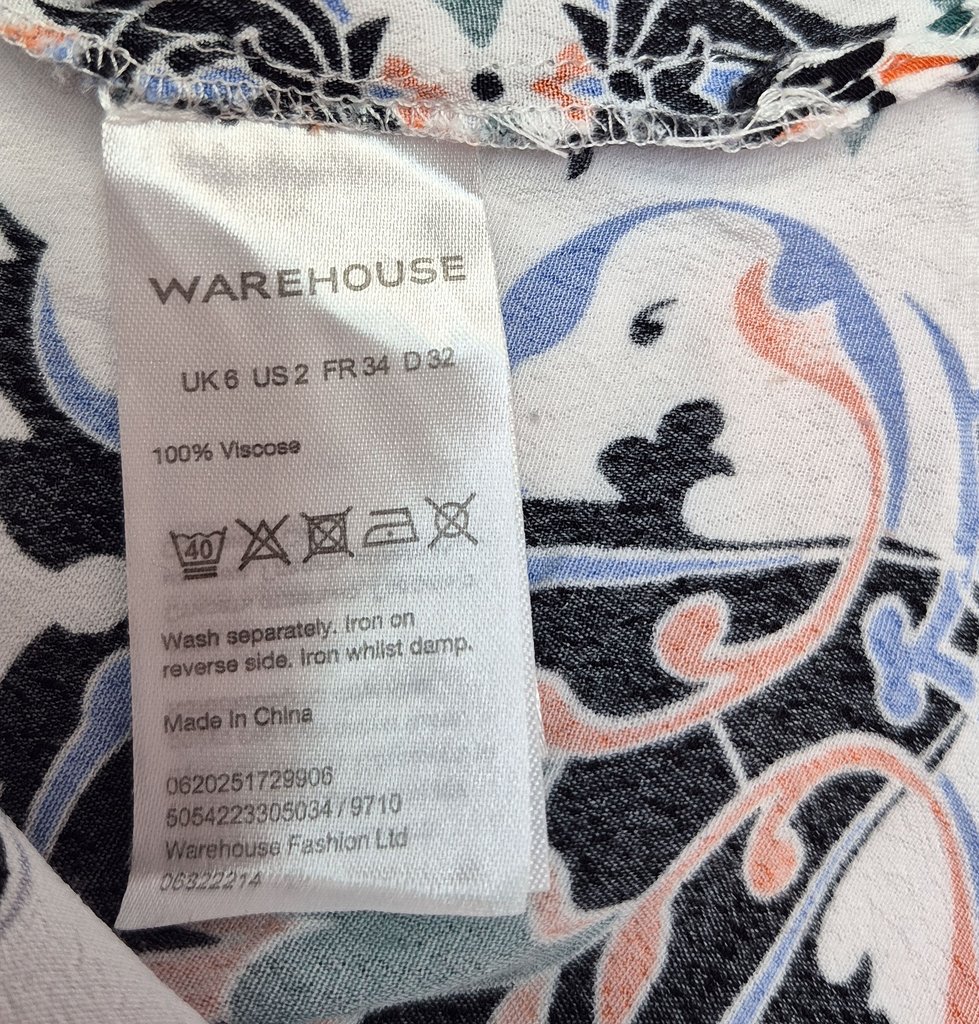 WAREHOUSE
UK 6 US 2 FR 34 D 32
100% Viscose
40
Wash separately. Iron on
reverse side. Iron whilst damp.
Made In China
0620251729906
5054223305034 / 9710
Warehouse Fashion Ltd
06322214